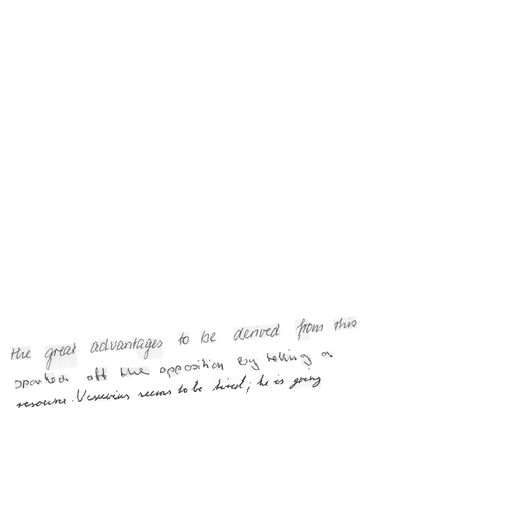 the great advantages to be derived from this
sparked off the opposition by telling a
resource. Vesuvius seems to be tired; he is going